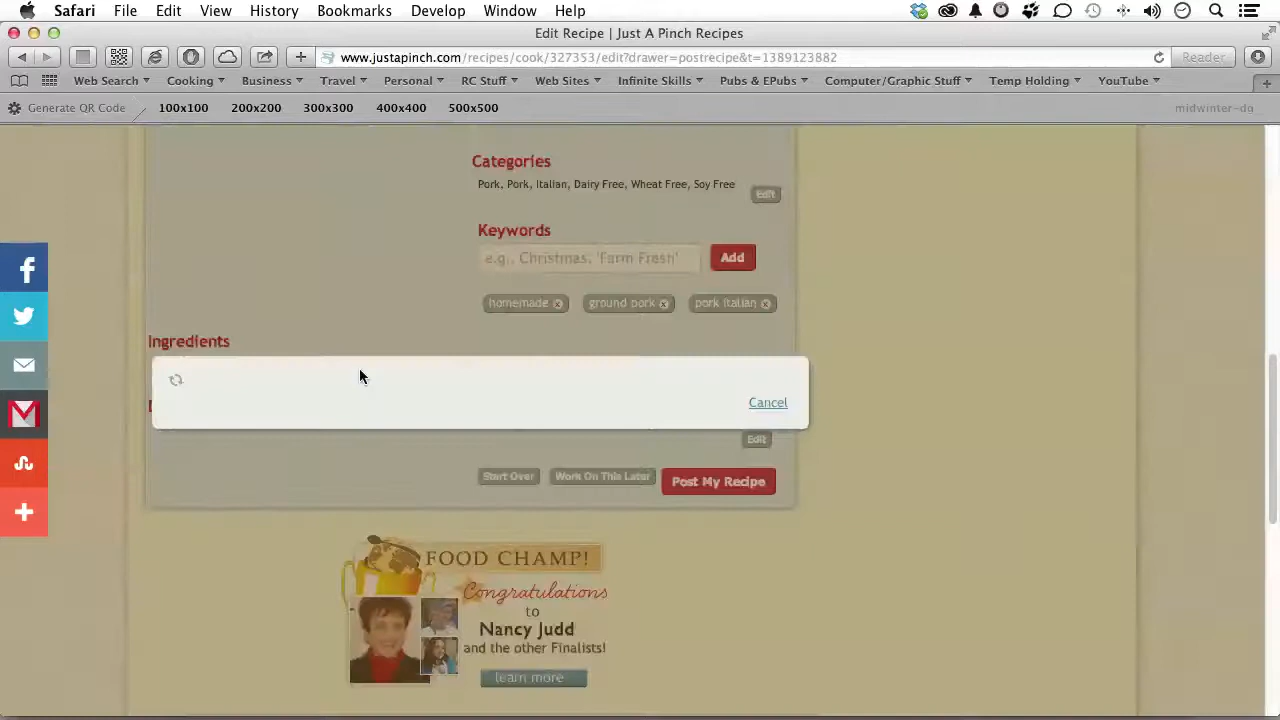 Safari File Edit View History Bookmarks Develop Window Help
Edit Recipe | Just A Pinch Recipes
www.justapinch.com/recipes/cook/327353/edit?drawer=postrecipe&t=1389123882 Reader
Web Search Cooking Business Travel Personal RC Stuff Web Sites Infinite Skills Pubs & EPubs Computer/Graphic Stuff Temp Holding YouTube
Generate QR Code 100x100 200x200 300x300 400x400 500x500 midwinter-do
Categories
Pork, Pork, Italian, Dairy Free, Wheat Free, Soy Free
Edit
Keywords
e.g., Christmas, 'Farm Fresh' Add
homemade ground pork pork italian
Ingredients
Cancel
Edit
Start Over Work On This Later Post My Recipe
FOOD CHAMP!
Congratulations
to
Nancy Judd
and the other Finalists!
learn more